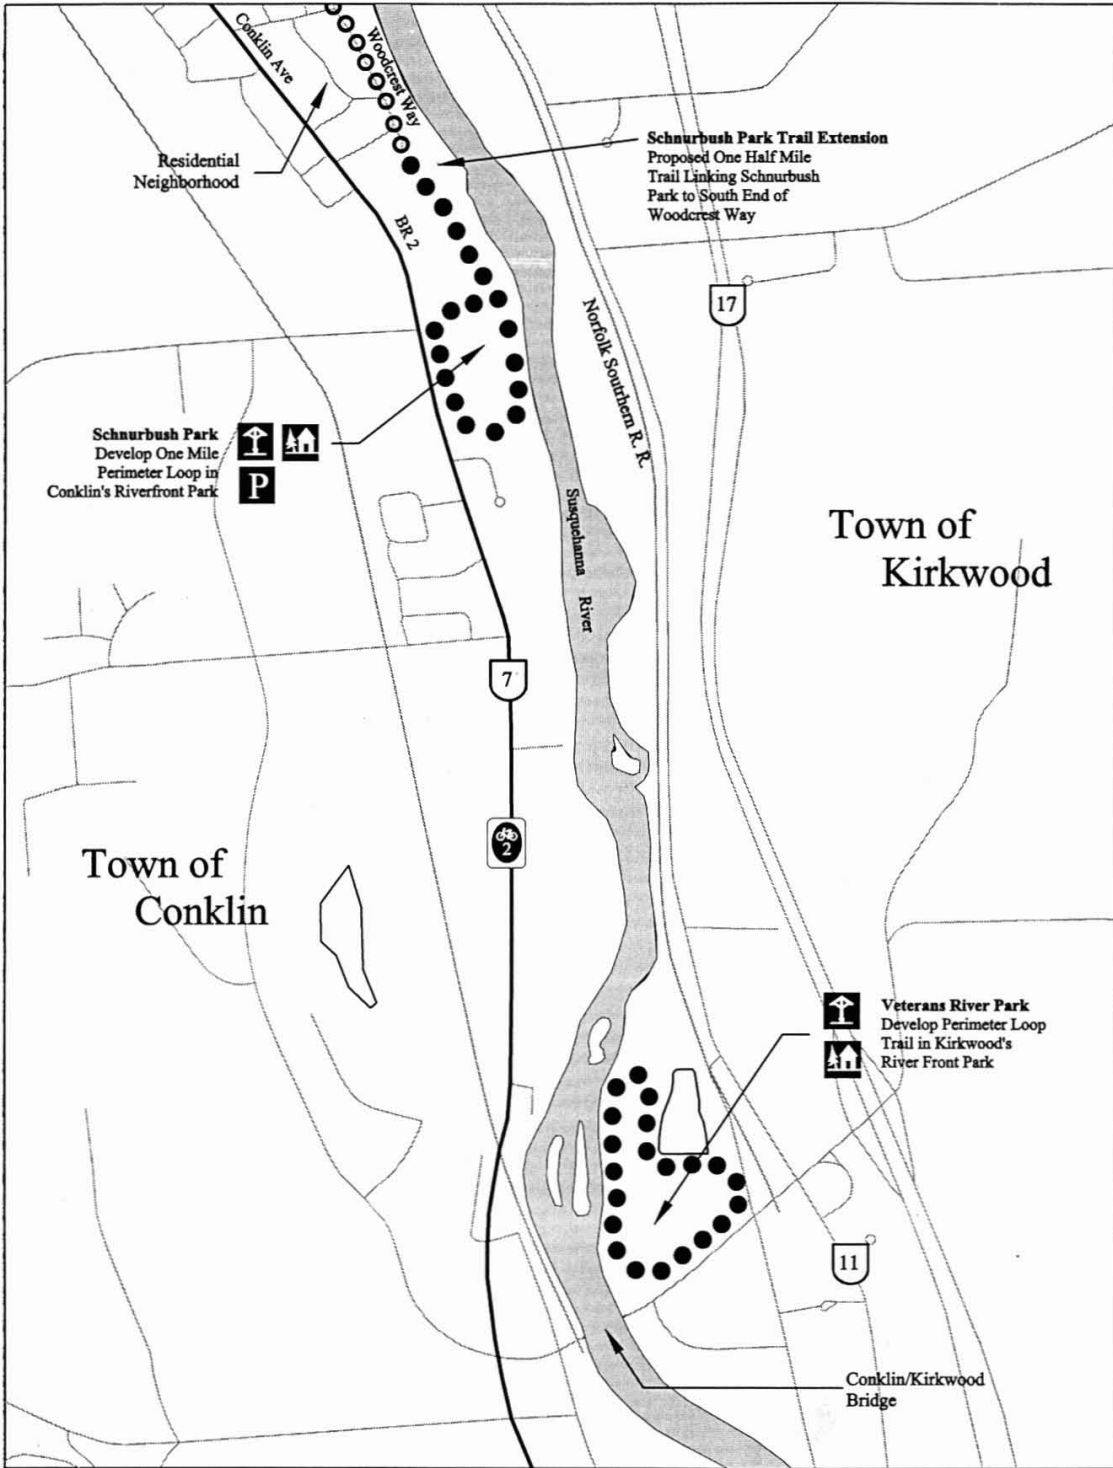 Conklin Ave
Woodcrest Way
Residential
Neighborhood
Schnurbush Park Trail Extension
Proposed One Half Mile
Trail Linking Schnurbush
Park to South End of
Woodcrest Way
BR 2
17
Norfolk Soutrhern R. R.
Schnurbush Park
Develop One Mile
Perimeter Loop in
Conklin's Riverfront Park
P
Susquehanna River
Town of
Kirkwood
7
2
Town of
Conklin
Veterans River Park
Develop Perimeter Loop
Trail in Kirkwood's
River Front Park
11
Conklin/Kirkwood
Bridge